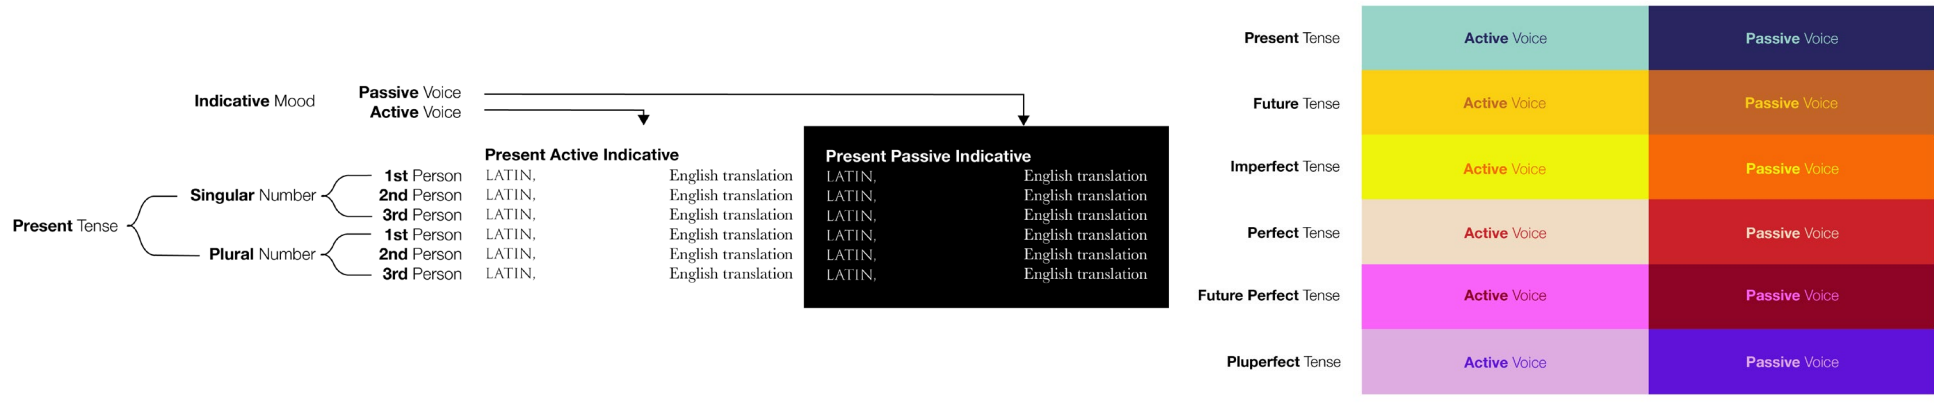 Indicative Mood
Passive Voice
Active Voice
Present Tense
Singular Number
Plural Number
1st Person
2nd Person
3rd Person
1st Person
2nd Person
3rd Person
Present Active Indicative
LATIN, English translation
LATIN, English translation
LATIN, English translation
LATIN, English translation
LATIN, English translation
LATIN, English translation
Present Passive Indicative
LATIN, English translation
LATIN, English translation
LATIN, English translation
LATIN, English translation
LATIN, English translation
LATIN, English translation
Present Tense Active Voice Passive Voice
Future Tense Active Voice Passive Voice
Imperfect Tense Active Voice Passive Voice
Perfect Tense Active Voice Passive Voice
Future Perfect Tense Active Voice Passive Voice
Pluperfect Tense Active Voice Passive Voice